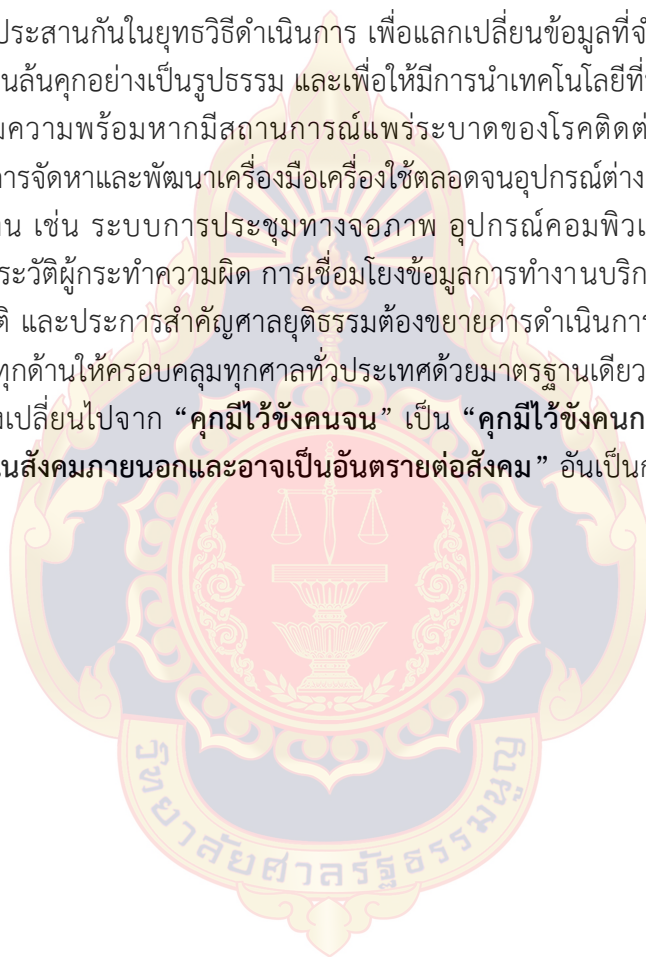 ประสานกันในยุทธวิธีดำเนินการ เพื่อแลกเปลี่ยนข้อมูลที่จ
นล้นคุกอย่างเป็นรูปธรรม และเพื่อให้มีการนำเทคโนโลยีที่
มความพร้อมหากมีสถานการณ์แพร่ระบาดของโรคติดต่
การจัดหาและพัฒนาเครื่องมือเครื่องใช้ตลอดจนอุปกรณ์ต่าง
าน เช่น ระบบการประชุมทางจอภาพ อุปกรณ์คอมพิวเ
ระวัติผู้กระทำความผิด การเชื่อมโยงข้อมูลการทำงานบริก
ติ และประการสำคัญศาลยุติธรรมต้องขยายการดำเนินการ
ทุกด้านให้ครอบคลุมทุกศาลทั่วประเทศด้วยมาตรฐานเดียว
งเปลี่ยนไปจาก “คุกมีไว้ขังคนจน” เป็น “คุกมีไว้ขังคนก
นสังคมภายนอกและอาจเป็นอันตรายต่อสังคม” อันเป็นก
วิทยาลัยศาลรัฐธรรมนูญ